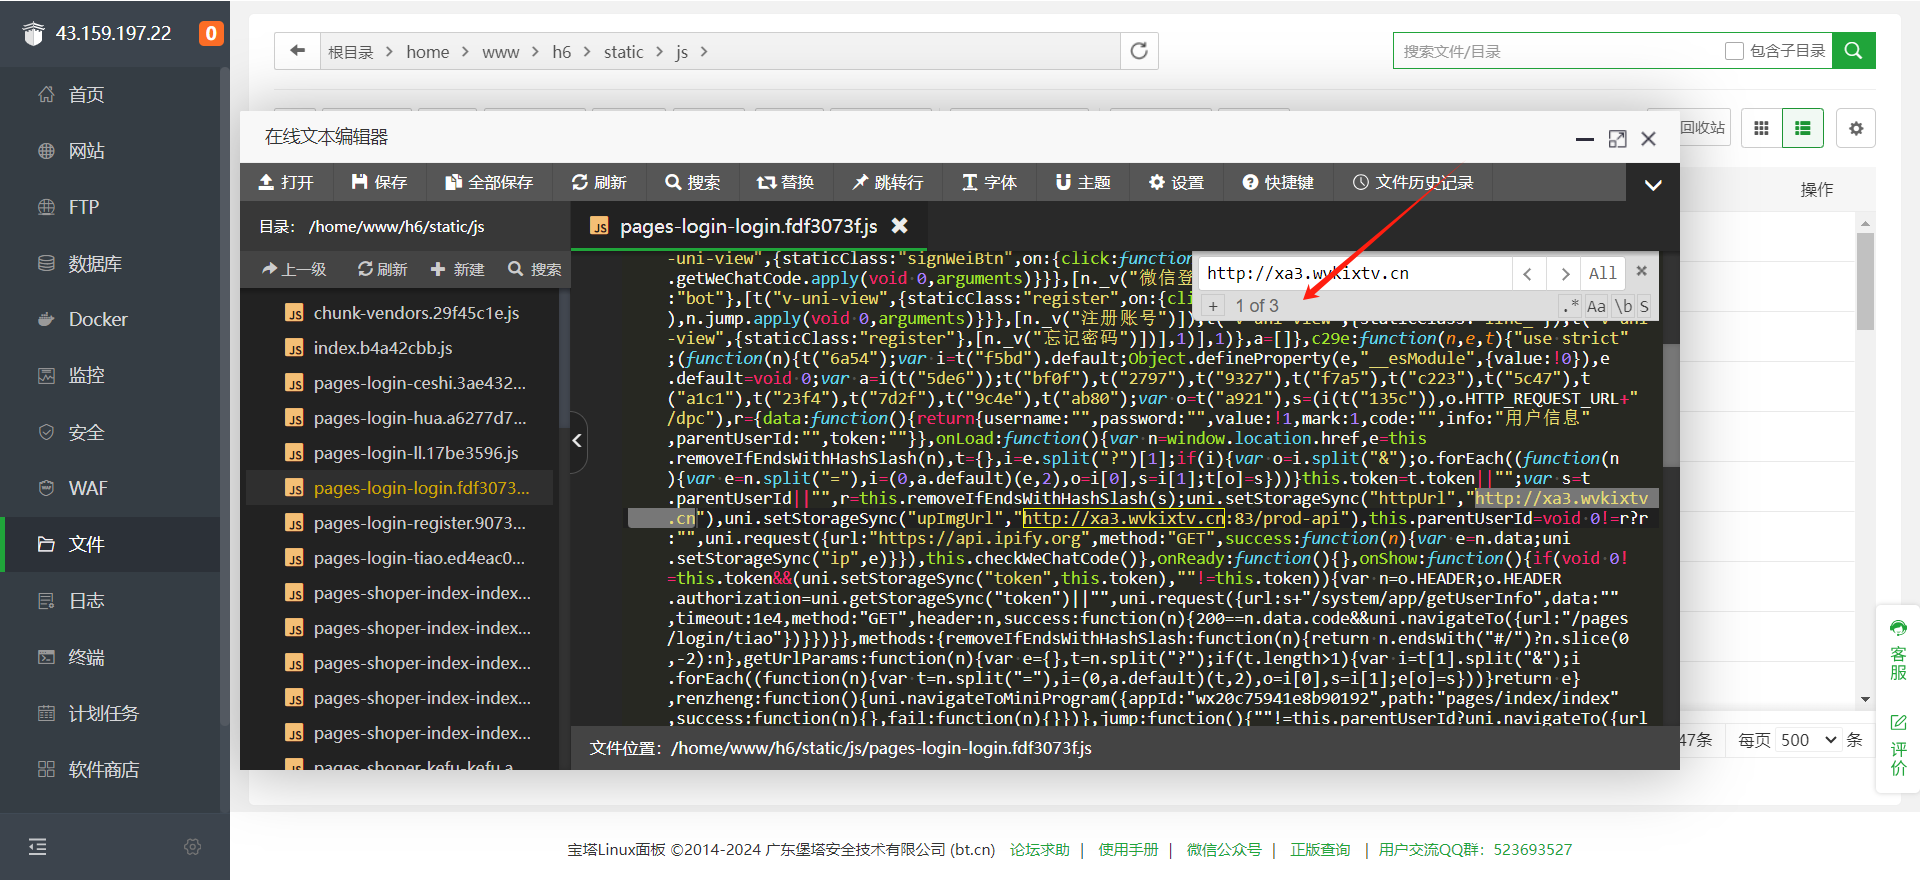 43.159.197.22
0
首页
网站
FTP
数据库
Docker
监控
安全
WAF
文件
日志
终端
计划任务
软件商店
根目录 > home > www > h6 > static > js >
搜索文件/目录
包含子目录
回收站
操作
在线文本编辑器
打开 保存 全部保存 刷新 搜索 替换 跳转行 字体 主题 设置 快捷键 文件历史记录
目录： /home/www/h6/static/js
上一级 刷新 新建 搜索
chunk-vendors.29f45c1e.js
index.b4a42cbb.js
pages-login-ceshi.3ae432...
pages-login-hua.a6277d7...
pages-login-ll.17be3596.js
pages-login-login.fdf3073...
pages-login-register.9073...
pages-login-tiao.ed4eac0...
pages-shoper-index-index...
pages-shoper-index-index...
pages-shoper-index-index...
pages-shoper-index-index...
pages-shoper-index-index...
pages-shoper-kefu-kefu.a
pages-login-login.fdf3073f.js
http://xa3.wvkixtv.cn
All
+ 1 of 3
.* Aa \b S
-uni-view",{staticClass:"signWeiBtn",on:{click:function
.getWeChatCode.apply(void 0,arguments)}}},[n._v("微信登
:"bot"},[t("v-uni-view",{staticClass:"register",on:{clic
),n.jump.apply(void 0,arguments)}}},[n._v("注册账号")]),t("v-uni-view",{staticClass:"line_"}),t("v-uni
-view",{staticClass:"register"},[n._v("忘记密码")])],1)],1)},a=[]},c29e:function(n,e,t){"use strict"
;(function(n){t("6a54");var i=t("f5bd").default;Object.defineProperty(e,"__esModule",{value:!0}),e
.default=void 0;var a=i(t("5de6"));t("bf0f"),t("2797"),t("9327"),t("f7a5"),t("c223"),t("5c47"),t
("a1c1"),t("23f4"),t("7d2f"),t("9c4e"),t("ab80");var o=t("a921"),s=(i(t("135c")),o.HTTP_REQUEST_URL+"
/dpc"),r={data:function(){return{username:"",password:"",value:!1,mark:1,code:"",info:"用户信息"
,parentUserId:"",token:""}},onLoad:function(){var n=window.location.href,e=this
.removeIfEndsWithHashSlash(n),t={},i=e.split("?")[1];if(i){var o=i.split("&");o.forEach((function(n
){var e=n.split("="),i=(0,a.default)(e,2),o=i[0],s=i[1];t[o]=s}))}this.token=t.token||"";var s=t
.parentUserId||"",r=this.removeIfEndsWithHashSlash(s);uni.setStorageSync("httpUrl","http://xa3.wvkixtv
.cn"),uni.setStorageSync("upImgUrl","http://xa3.wvkixtv.cn:83/prod-api"),this.parentUserId=void 0!=r?r
:"",uni.request({url:"https://api.ipify.org",method:"GET",success:function(n){var e=n.data;uni
.setStorageSync("ip",e)}}),this.checkWeChatCode()},onReady:function(){},onShow:function(){if(void 0!
=this.token&&(uni.setStorageSync("token",this.token),""!=this.token)){var n=o.HEADER;o.HEADER
.authorization=uni.getStorageSync("token")||"",uni.request({url:s+"/system/app/getUserInfo",data:""
,timeout:1e4,method:"GET",header:n,success:function(n){200==n.data.code&&uni.navigateTo({url:"/pages
/login/tiao"})}})}},methods:{removeIfEndsWithHashSlash:function(n){return n.endsWith("#/")?n.slice(0
,-2):n},getUrlParams:function(n){var e={},t=n.split("?");if(t.length>1){var i=t[1].split("&");i
.forEach((function(n){var t=n.split("="),i=(0,a.default)(t,2),o=i[0],s=i[1];e[o]=s}))}return e}
,renzheng:function(){uni.navigateToMiniProgram({appId:"wx20c75941e8b90192",path:"pages/index/index"
,success:function(n){},fail:function(n){}})},jump:function(){""!=this.parentUserId?uni.navigateTo({url
文件位置： /home/www/h6/static/js/pages-login-login.fdf3073f.js
47条
每页 500 条
客服
评价
宝塔Linux面板 ©2014-2024 广东堡塔安全技术有限公司 (bt.cn) 论坛求助 | 使用手册 | 微信公众号 | 正版查询 | 用户交流QQ群：523693527